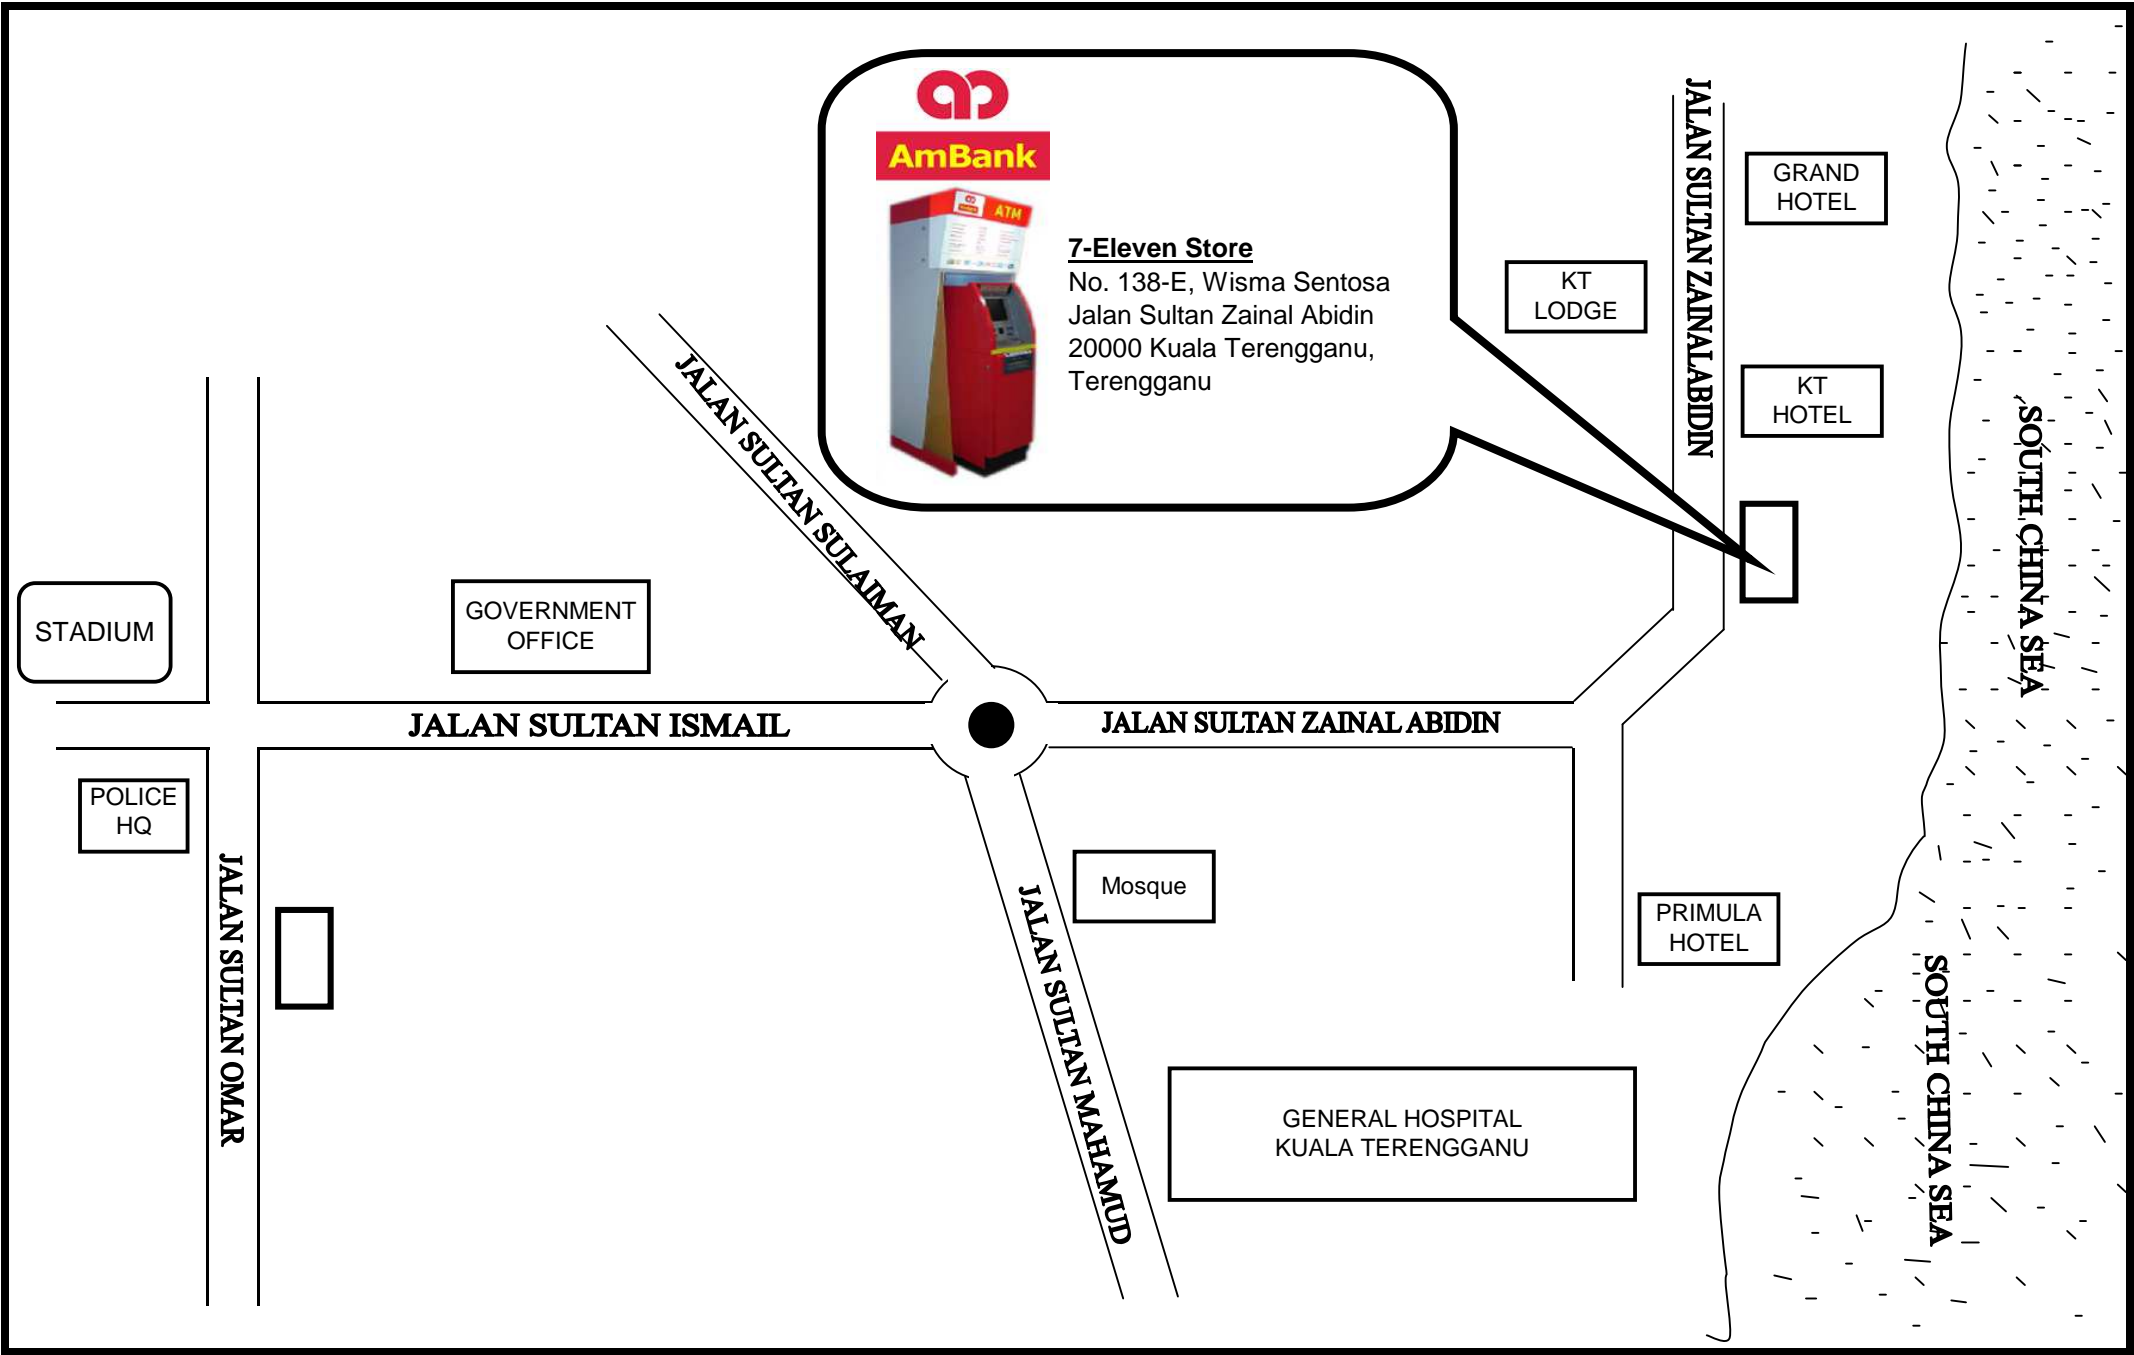 AmBank
ATM
7-Eleven Store
No. 138-E, Wisma Sentosa
Jalan Sultan Zainal Abidin
20000 Kuala Terengganu,
Terengganu
JALAN SULTAN ZAINAL ABIDIN
GRAND
HOTEL
KT
LODGE
KT
HOTEL
SOUTH CHINA SEA
JALAN SULTAN SULAIMAN
STADIUM
GOVERNMENT
OFFICE
JALAN SULTAN ISMAIL
JALAN SULTAN ZAINAL ABIDIN
POLICE
HQ
JALAN SULTAN OMAR
Mosque
JALAN SULTAN MAHAMUD
PRIMULA
HOTEL
SOUTH CHINA SEA
GENERAL HOSPITAL
KUALA TERENGGANU